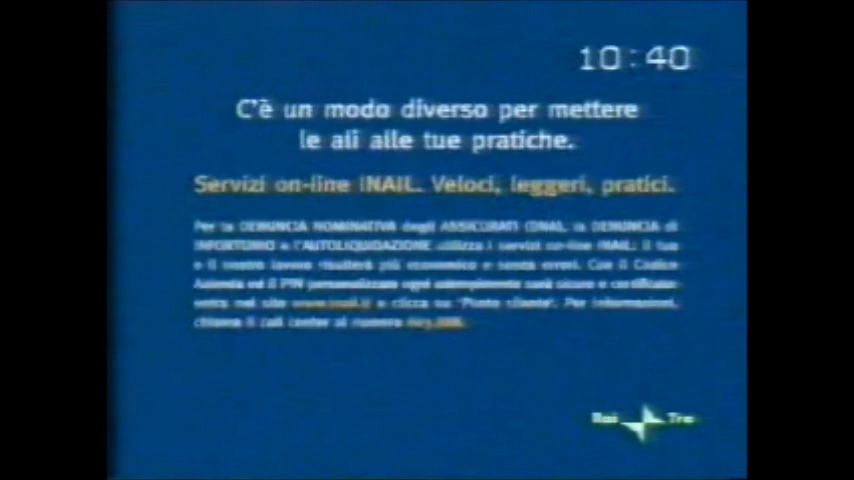 10:40
C'è un modo diverso per mettere
le ali alle tue pratiche.
Servizi on-line INAIL. Veloci, leggeri, pratici.
Per la DENUNCIA NOMINATIVA degli ASSICURATI (DNA), la DENUNCIA di
INFORTUNIO e l'AUTOLIQUIDAZIONE utilizza i servizi on-line INAIL: il tuo
e il nostro lavoro risulterà più economico e senza errori. Con il Codice
Azienda ed il PIN personalizzato ogni adempimento sarà sicuro e certificato:
entra nel sito www.inail.it e clicca su "Punto cliente". Per informazioni,
chiama il call center al numero
Rai Tre